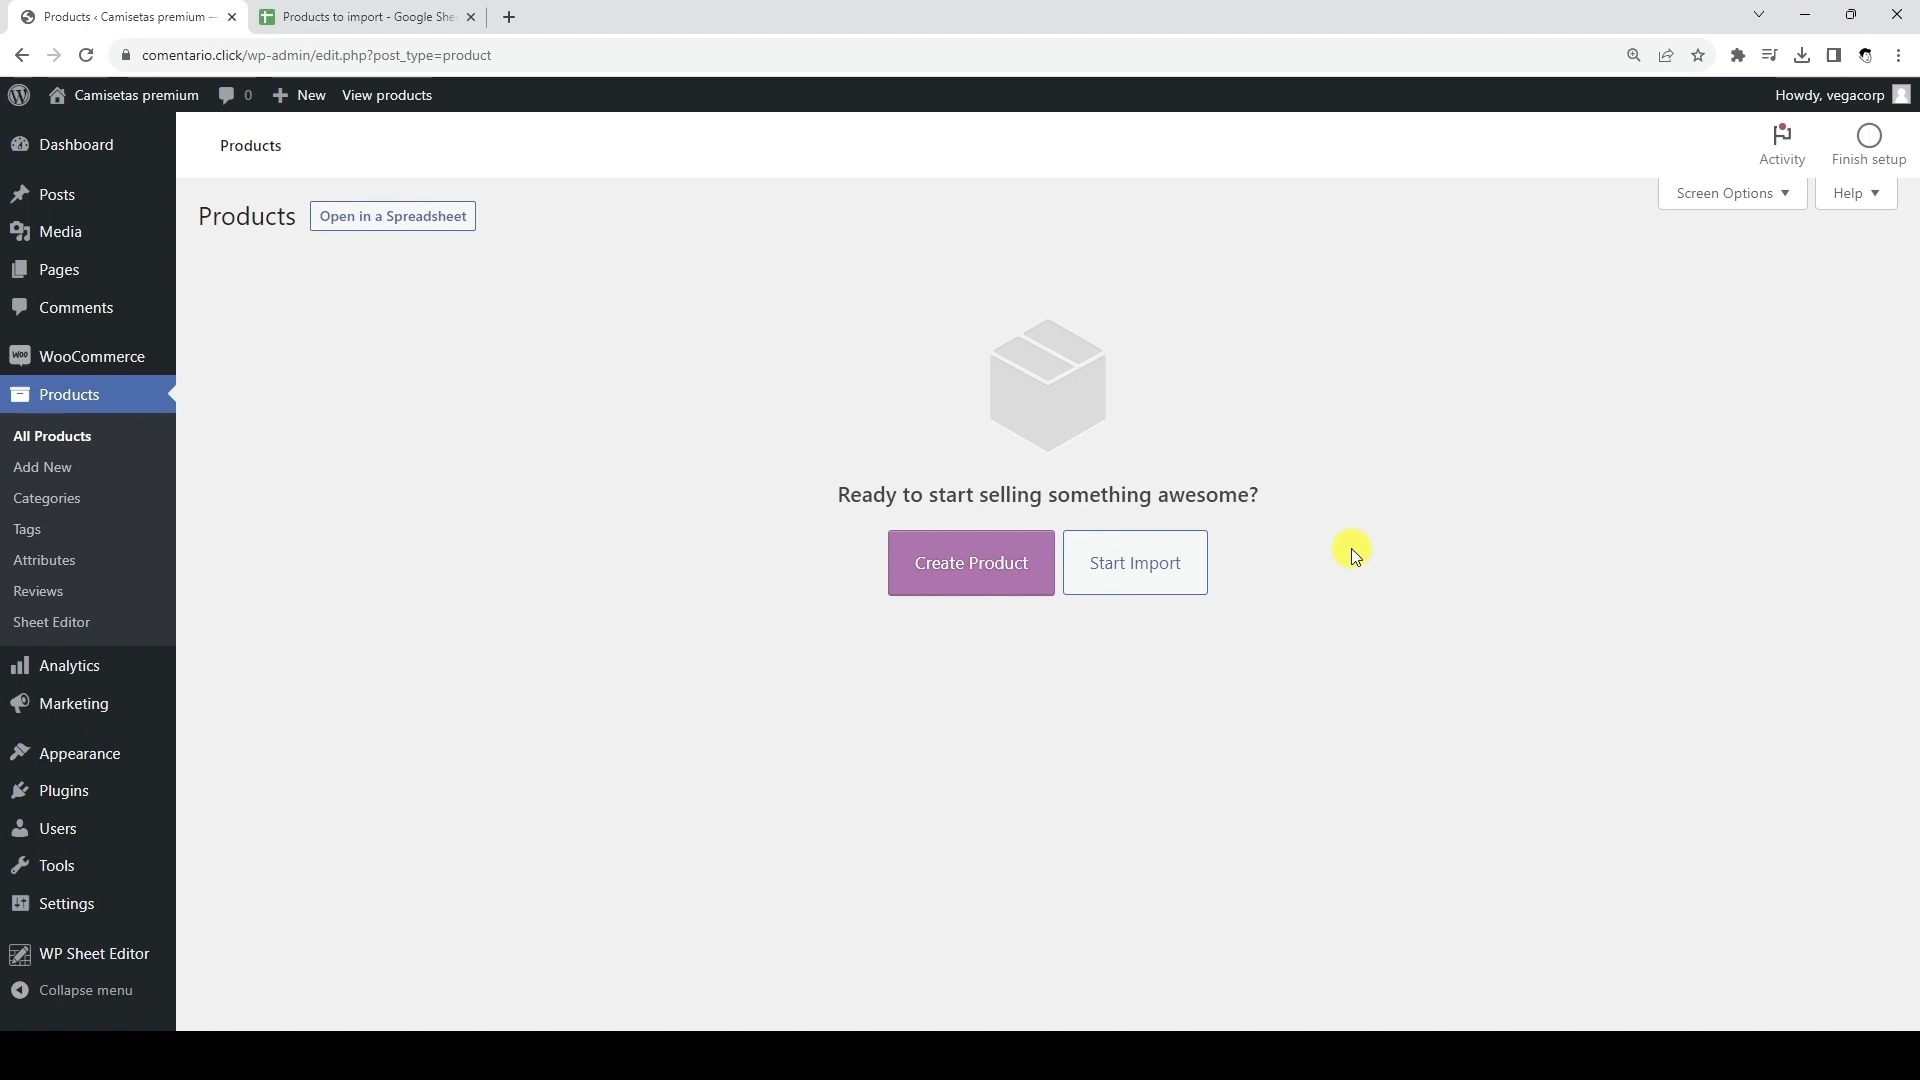 Products ‹ Camisetas premium —
Products to import - Google She
comentario.click/wp-admin/edit.php?post_type=product
Camisetas premium
0
New
View products
Howdy, vegacorp
Dashboard
Posts
Media
Pages
Comments
Woo
WooCommerce
Products
All Products
Add New
Categories
Tags
Attributes
Reviews
Sheet Editor
Analytics
Marketing
Appearance
Plugins
Users
Tools
Settings
WP Sheet Editor
Collapse menu
Products
Activity
Finish setup
Screen Options
Help
Products
Open in a Spreadsheet
Ready to start selling something awesome?
Create Product
Start Import